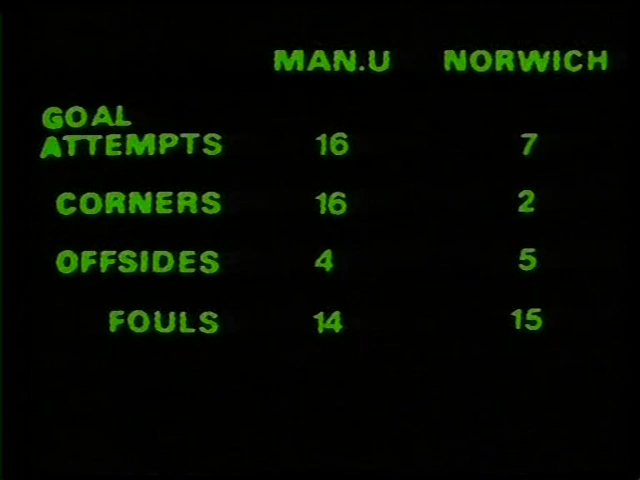 MAN.U NORWICH
GOAL
ATTEMPTS 16 7
CORNERS 16 2
OFFSIDES 4 5
FOULS 14 15